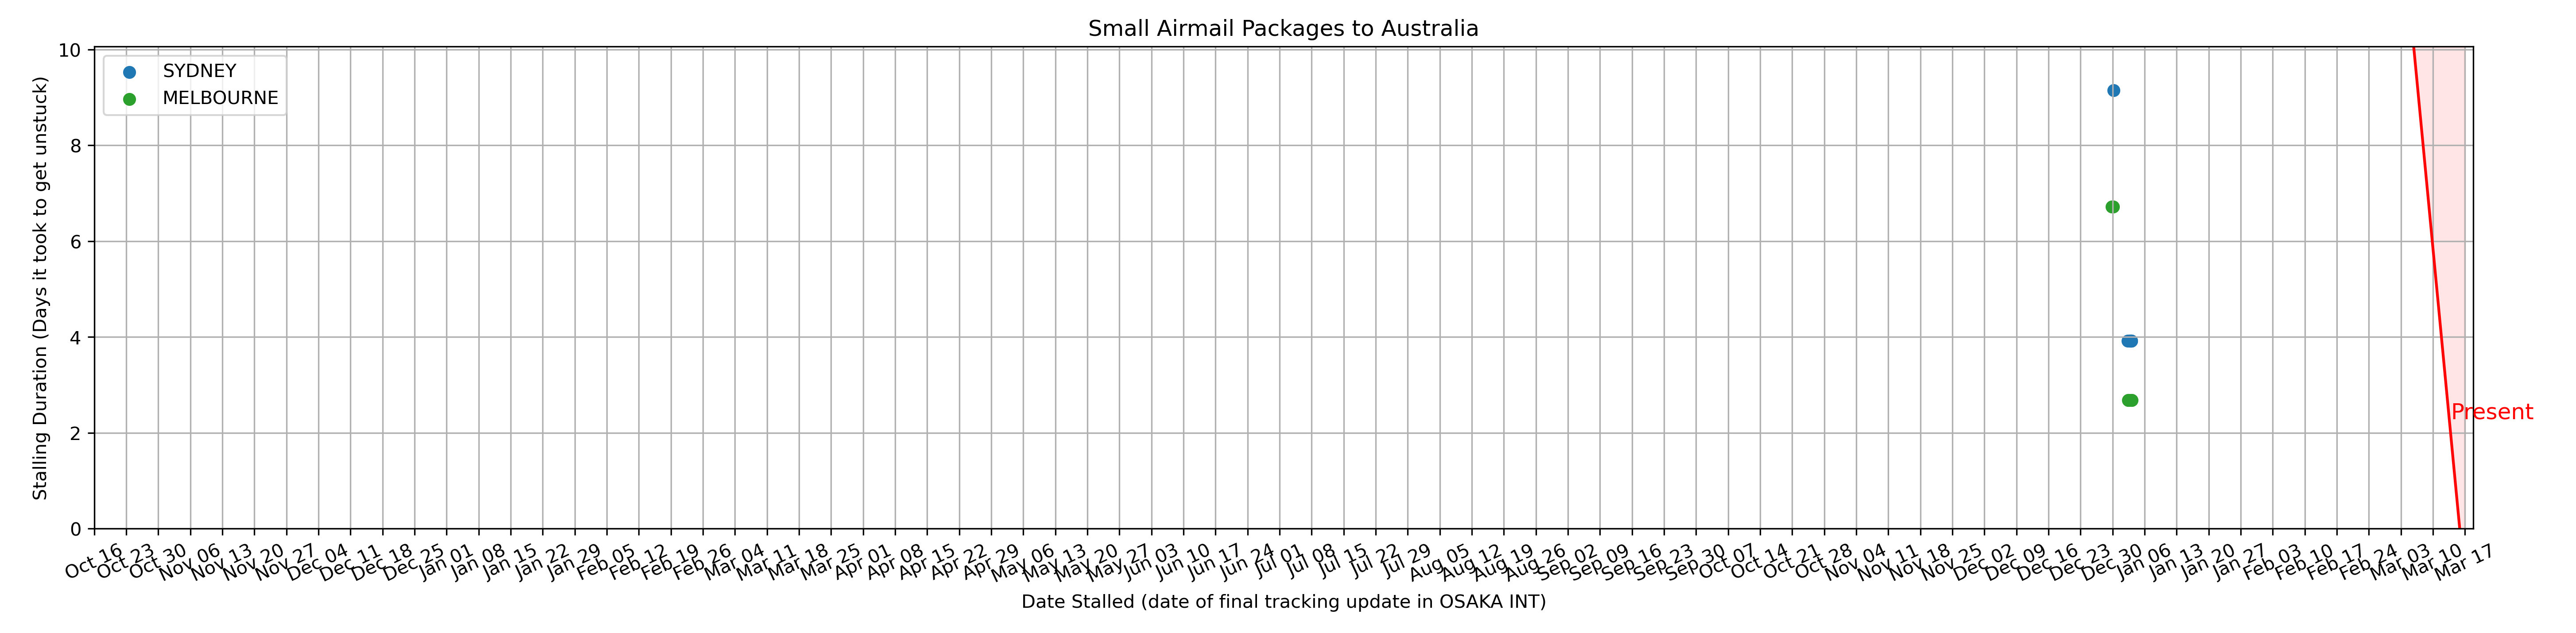 Small Airmail Packages to Australia
SYDNEY
MELBOURNE
Stalling Duration (Days it took to get unstuck)
10
8
6
4
2
0
Present
Oct 16
Oct 23
Oct 30
Nov 06
Nov 13
Nov 20
Nov 27
Dec 04
Dec 11
Dec 18
Dec 25
Jan 01
Jan 08
Jan 15
Jan 22
Jan 29
Feb 05
Feb 12
Feb 19
Feb 26
Mar 04
Mar 11
Mar 18
Mar 25
Apr 01
Apr 08
Apr 15
Apr 22
Apr 29
May 06
May 13
May 20
May 27
Jun 03
Jun 10
Jun 17
Jun 24
Jul 01
Jul 08
Jul 15
Jul 22
Jul 29
Aug 05
Aug 12
Aug 19
Aug 26
Sep 02
Sep 09
Sep 16
Sep 23
Sep 30
Oct 07
Oct 14
Oct 21
Oct 28
Nov 04
Nov 11
Nov 18
Nov 25
Dec 02
Dec 09
Dec 16
Dec 23
Dec 30
Jan 06
Jan 13
Jan 20
Jan 27
Feb 03
Feb 10
Feb 17
Feb 24
Mar 03
Mar 10
Mar 17
Date Stalled (date of final tracking update in OSAKA INT)